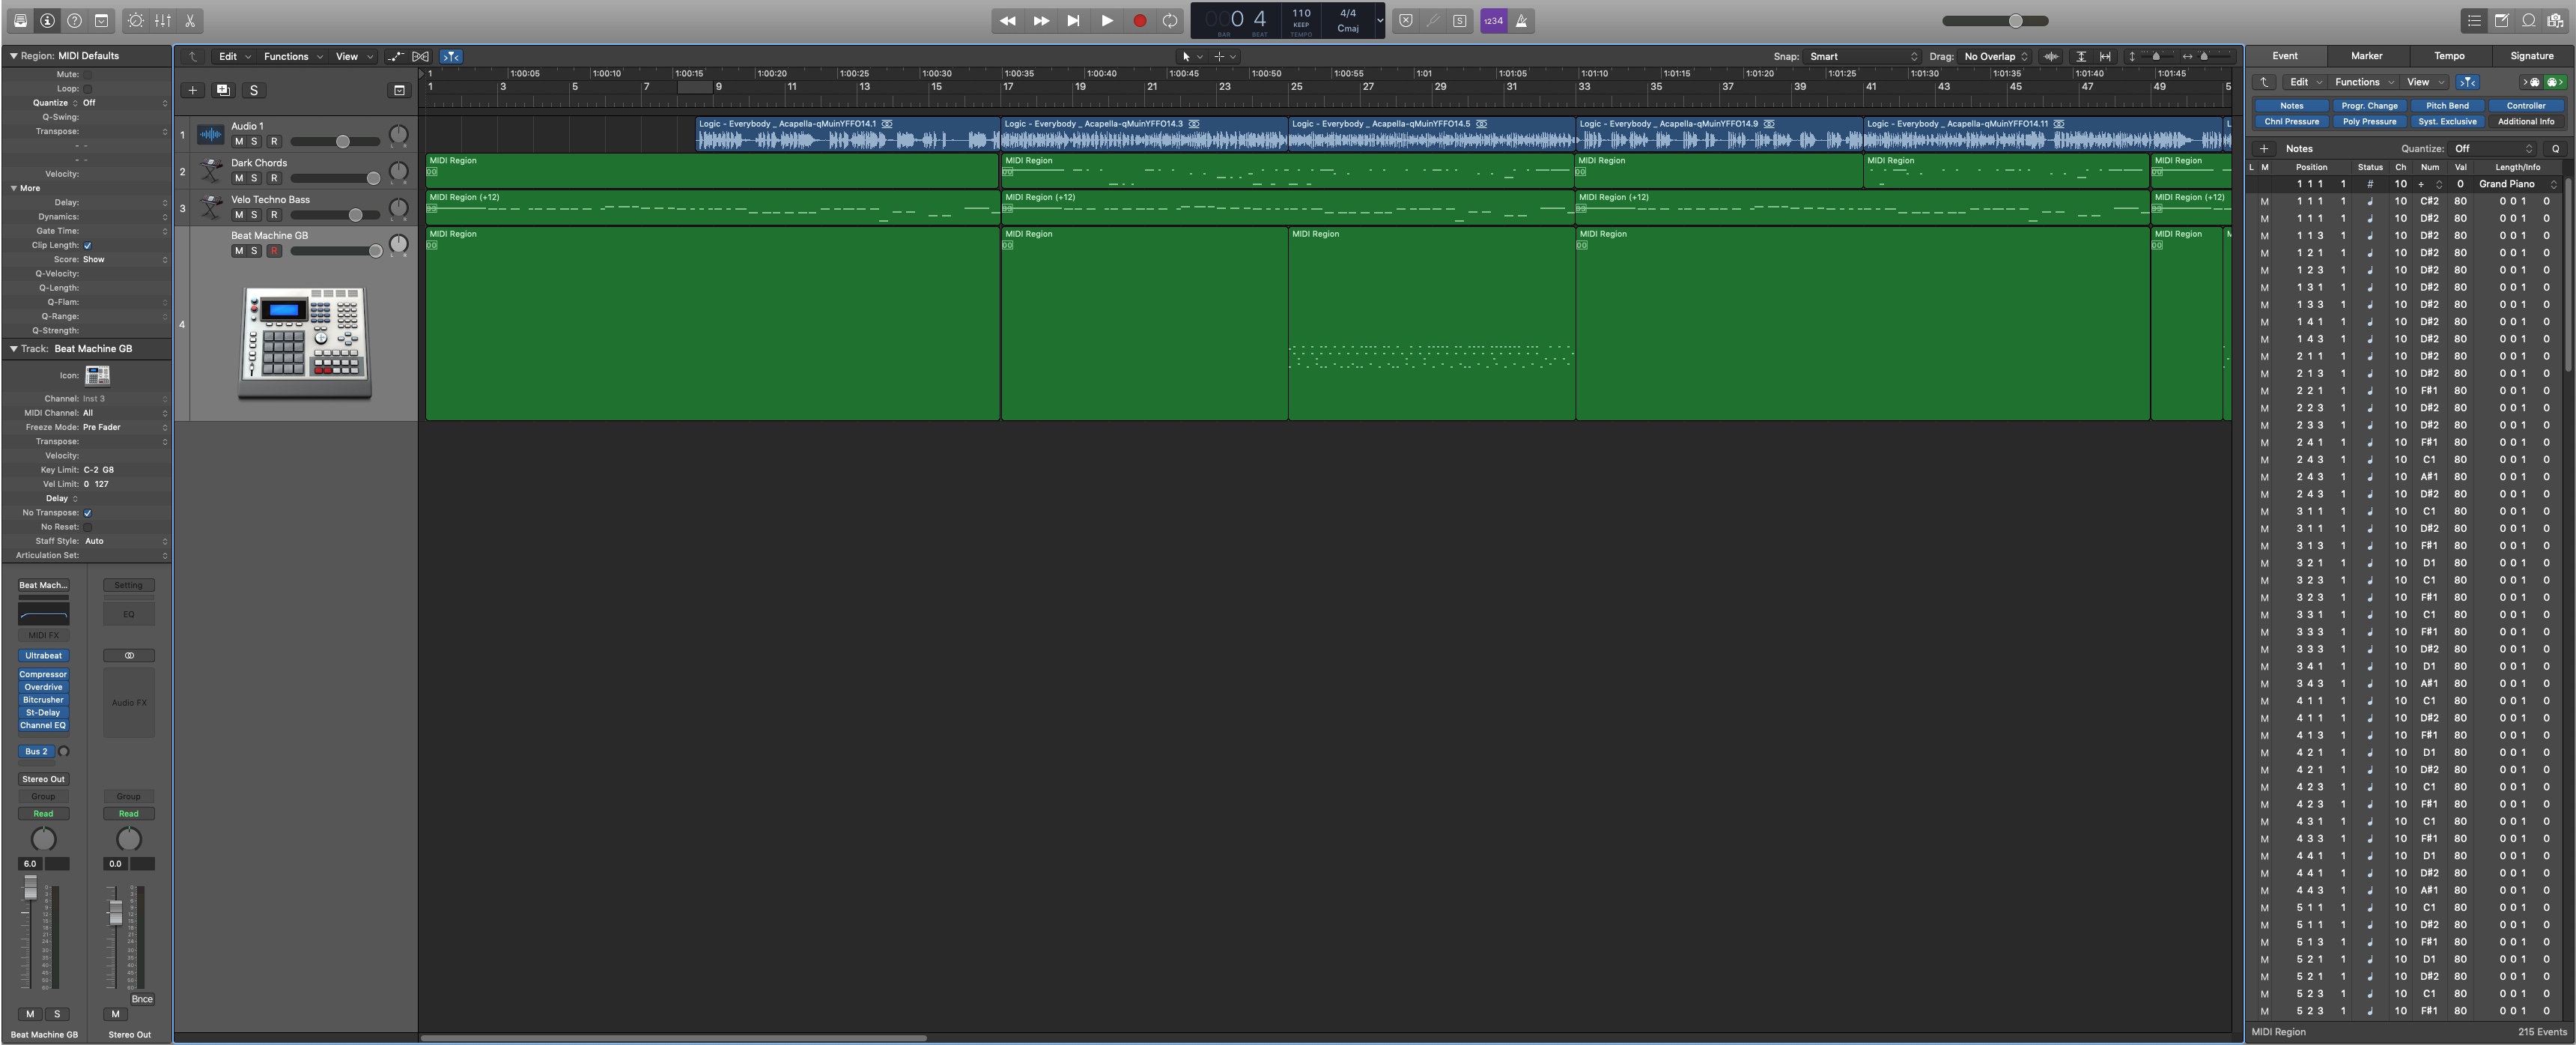 0 4 110 4/4
KEEP Cmaj
BAR BEAT TEMPO
S 1234
Region: MIDI Defaults
Mute:
Loop:
Quantize Off
Q-Swing:
Transpose:
- -
- -
Velocity:
More
Delay:
Dynamics:
Gate Time:
Clip Length:
Score: Show
Q-Velocity:
Q-Length:
Q-Flam:
Q-Range:
Q-Strength:
Track: Beat Machine GB
Icon:
Channel: Inst 3
MIDI Channel: All
Freeze Mode: Pre Fader
Transpose:
Velocity:
Key Limit: C-2 G8
Vel Limit: 0 127
Delay
No Transpose:
No Reset:
Staff Style: Auto
Articulation Set:
Beat Mach... Setting
EQ
MIDI FX
Ultrabeat
Compressor
Overdrive
Bitcrusher Audio FX
St-Delay
Channel EQ
Bus 2
Stereo Out
Group Group
Read Read
6.0 0.0
Bnce
M S M
Beat Machine GB Stereo Out
Edit Functions View Snap: Smart Drag: No Overlap
S
1 1:00:05 1:00:10 1:00:15 1:00:20 1:00:25 1:00:30 1:00:35 1:00:40 1:00:45 1:00:50 1:00:55 1:01 1:01:05 1:01:10 1:01:15 1:01:20 1:01:25 1:01:30 1:01:35 1:01:40 1:01:45
1 3 5 7 9 11 13 15 17 19 21 23 25 27 29 31 33 35 37 39 41 43 45 47 49 5
1 Audio 1
M S R
Logic - Everybody _ Acapella-qMuinYFFO14.1 Logic - Everybody _ Acapella-qMuinYFFO14.3 Logic - Everybody _ Acapella-qMuinYFFO14.5 Logic - Everybody _ Acapella-qMuinYFFO14.9 Logic - Everybody _ Acapella-qMuinYFFO14.11 L
2 Dark Chords
M S R
MIDI Region MIDI Region MIDI Region MIDI Region MIDI Region
3 Velo Techno Bass
M S R
MIDI Region (+12) MIDI Region (+12) MIDI Region (+12) MIDI Region (+12)
4 Beat Machine GB
M S R
MIDI Region MIDI Region MIDI Region MIDI Region MIDI Region M
Event Marker Tempo Signature
Edit Functions View
Notes Progr. Change Pitch Bend Controller
Chnl Pressure Poly Pressure Syst. Exclusive Additional Info
Notes Quantize: Off Q
L M Position Status Ch Num Val Length/Info
1 1 1 1 # 10 ÷ 0 Grand Piano
M 1 1 1 1 10 C#2 80 0 0 1 0
M 1 1 1 1 10 D#2 80 0 0 1 0
M 1 1 3 1 10 D#2 80 0 0 1 0
M 1 2 1 1 10 D#2 80 0 0 1 0
M 1 2 3 1 10 D#2 80 0 0 1 0
M 1 3 1 1 10 D#2 80 0 0 1 0
M 1 3 3 1 10 D#2 80 0 0 1 0
M 1 4 1 1 10 D#2 80 0 0 1 0
M 1 4 3 1 10 D#2 80 0 0 1 0
M 2 1 1 1 10 D#2 80 0 0 1 0
M 2 1 3 1 10 D#2 80 0 0 1 0
M 2 2 1 1 10 F#1 80 0 0 1 0
M 2 2 3 1 10 D#2 80 0 0 1 0
M 2 3 3 1 10 D#2 80 0 0 1 0
M 2 4 1 1 10 F#1 80 0 0 1 0
M 2 4 3 1 10 C1 80 0 0 1 0
M 2 4 3 1 10 A#1 80 0 0 1 0
M 2 4 3 1 10 D#2 80 0 0 1 0
M 3 1 1 1 10 C1 80 0 0 1 0
M 3 1 1 1 10 D#2 80 0 0 1 0
M 3 1 3 1 10 F#1 80 0 0 1 0
M 3 2 1 1 10 D1 80 0 0 1 0
M 3 2 3 1 10 C1 80 0 0 1 0
M 3 2 3 1 10 F#1 80 0 0 1 0
M 3 3 1 1 10 C1 80 0 0 1 0
M 3 3 3 1 10 F#1 80 0 0 1 0
M 3 3 3 1 10 D#2 80 0 0 1 0
M 3 4 1 1 10 D1 80 0 0 1 0
M 3 4 3 1 10 A#1 80 0 0 1 0
M 4 1 1 1 10 C1 80 0 0 1 0
M 4 1 1 1 10 D#2 80 0 0 1 0
M 4 1 3 1 10 F#1 80 0 0 1 0
M 4 2 1 1 10 D1 80 0 0 1 0
M 4 2 1 1 10 D#2 80 0 0 1 0
M 4 2 3 1 10 C1 80 0 0 1 0
M 4 2 3 1 10 F#1 80 0 0 1 0
M 4 3 1 1 10 C1 80 0 0 1 0
M 4 3 3 1 10 F#1 80 0 0 1 0
M 4 4 1 1 10 D1 80 0 0 1 0
M 4 4 1 1 10 D#2 80 0 0 1 0
M 4 4 3 1 10 A#1 80 0 0 1 0
M 5 1 1 1 10 C1 80 0 0 1 0
M 5 1 1 1 10 D#2 80 0 0 1 0
M 5 1 3 1 10 F#1 80 0 0 1 0
M 5 2 1 1 10 D1 80 0 0 1 0
M 5 2 1 1 10 D#2 80 0 0 1 0
M 5 2 3 1 10 C1 80 0 0 1 0
M 5 2 3 1 10 F#1 80 0 0 1 0
MIDI Region 215 Events